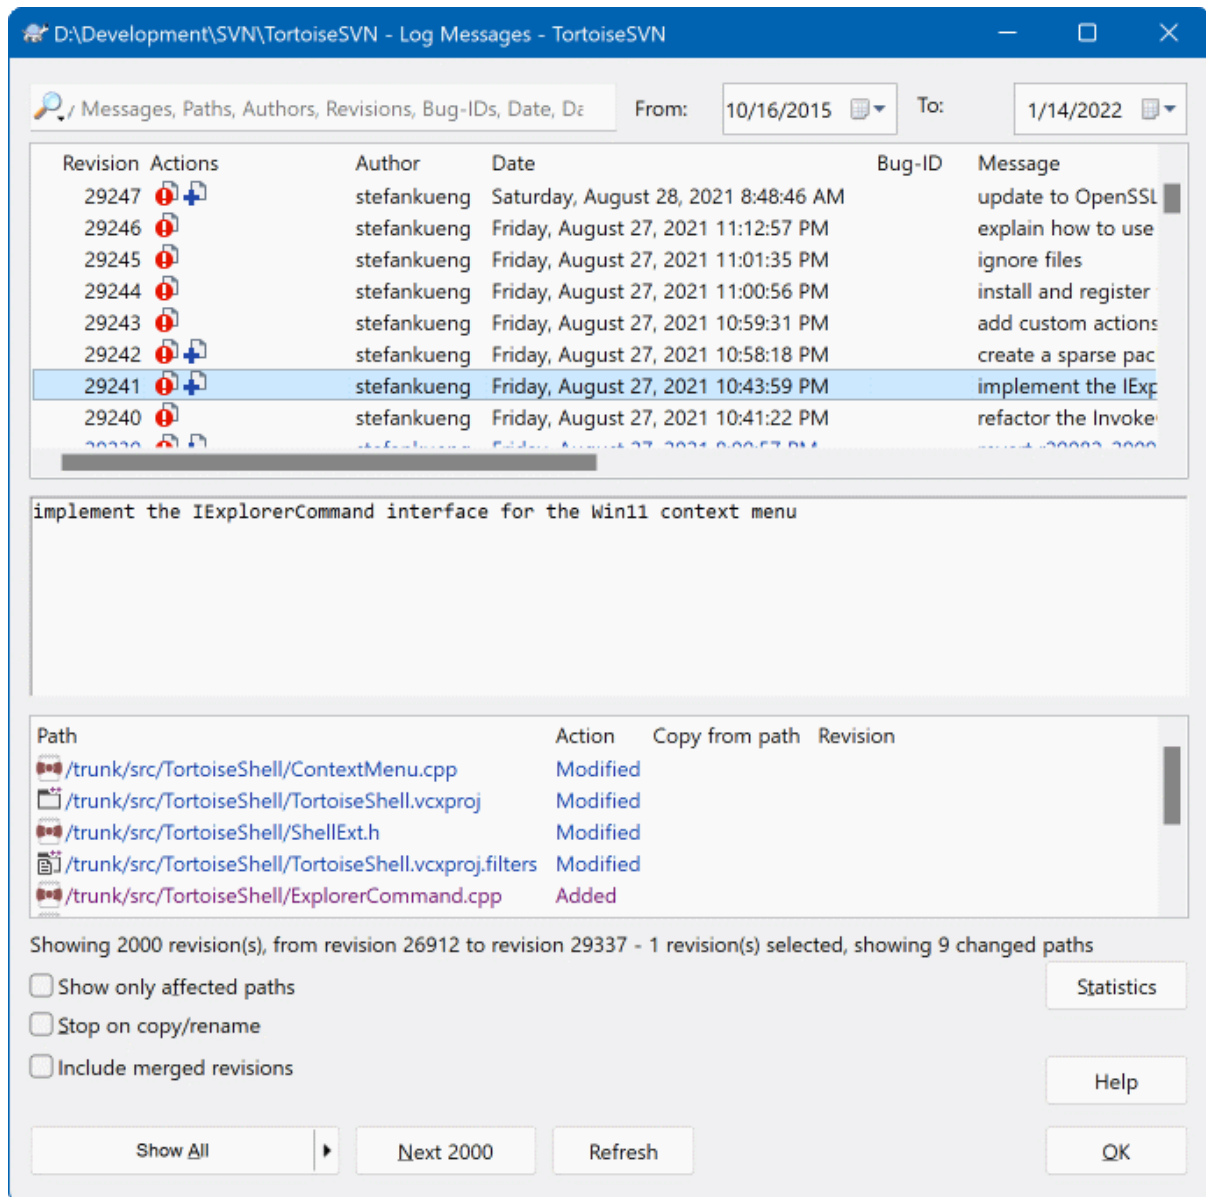 D:\Development\SVN\TortoiseSVN - Log Messages - TortoiseSVN
Messages, Paths, Authors, Revisions, Bug-IDs, Date, From: 10/16/2015 To: 1/14/2022
Revision Actions Author Date Bug-ID Message
29247 stefankueng Saturday, August 28, 2021 8:48:46 AM update to OpenSSL
29246 stefankueng Friday, August 27, 2021 11:12:57 PM explain how to use
29245 stefankueng Friday, August 27, 2021 11:01:35 PM ignore files
29244 stefankueng Friday, August 27, 2021 11:00:56 PM install and register
29243 stefankueng Friday, August 27, 2021 10:59:31 PM add custom actions
29242 stefankueng Friday, August 27, 2021 10:58:18 PM create a sparse pac
29241 stefankueng Friday, August 27, 2021 10:43:59 PM implement the IExp
29240 stefankueng Friday, August 27, 2021 10:41:22 PM refactor the Invoke
implement the IExplorerCommand interface for the Win11 context menu
Path Action Copy from path Revision
/trunk/src/TortoiseShell/ContextMenu.cpp Modified
/trunk/src/TortoiseShell/TortoiseShell.vcxproj Modified
/trunk/src/TortoiseShell/ShellExt.h Modified
/trunk/src/TortoiseShell/TortoiseShell.vcxproj.filters Modified
/trunk/src/TortoiseShell/ExplorerCommand.cpp Added
Showing 2000 revision(s), from revision 26912 to revision 29337 - 1 revision(s) selected, showing 9 changed paths
Show only affected paths Statistics
Stop on copy/rename
Include merged revisions
Help
Show All Next 2000 Refresh OK